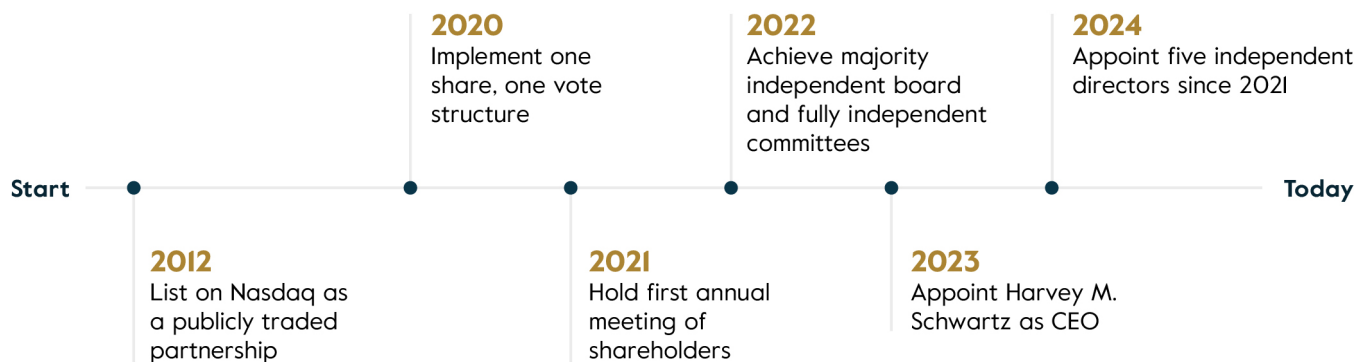 2020
Implement one
share, one vote
structure
2022
Achieve majority
independent board
and fully independent
committees
2024
Appoint five independent
directors since 2021
Start
Today
2012
List on Nasdaq as
a publicly traded
partnership
2021
Hold first annual
meeting of
shareholders
2023
Appoint Harvey M.
Schwartz as CEO